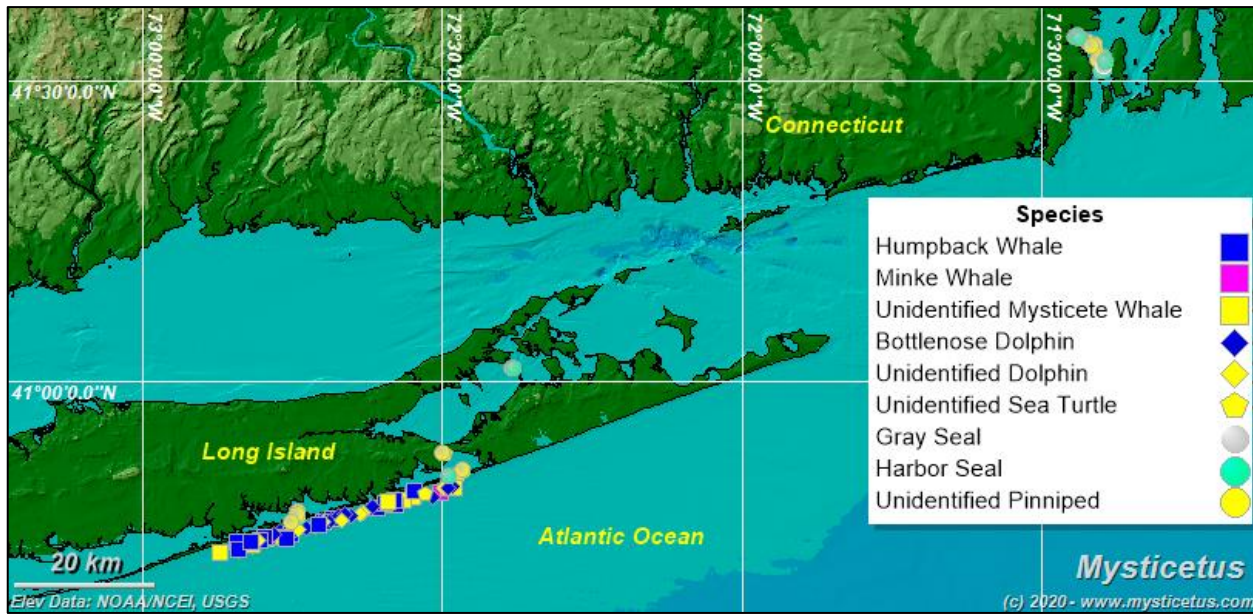 73°00'0.0"W
72°30'0.0"W
72°00'0.0"W
71°30'0.0"W
41°30'0.0"N
Connecticut
Species
Humpback Whale
Minke Whale
Unidentified Mysticete Whale
Bottlenose Dolphin
Unidentified Dolphin
Unidentified Sea Turtle
Gray Seal
Harbor Seal
Unidentified Pinniped
41°00'0.0"N
Long Island
Atlantic Ocean
20 km
Mysticetus
Elev Data: NOAA/NCEI, USGS
(c) 2020 - www.mysticetus.com